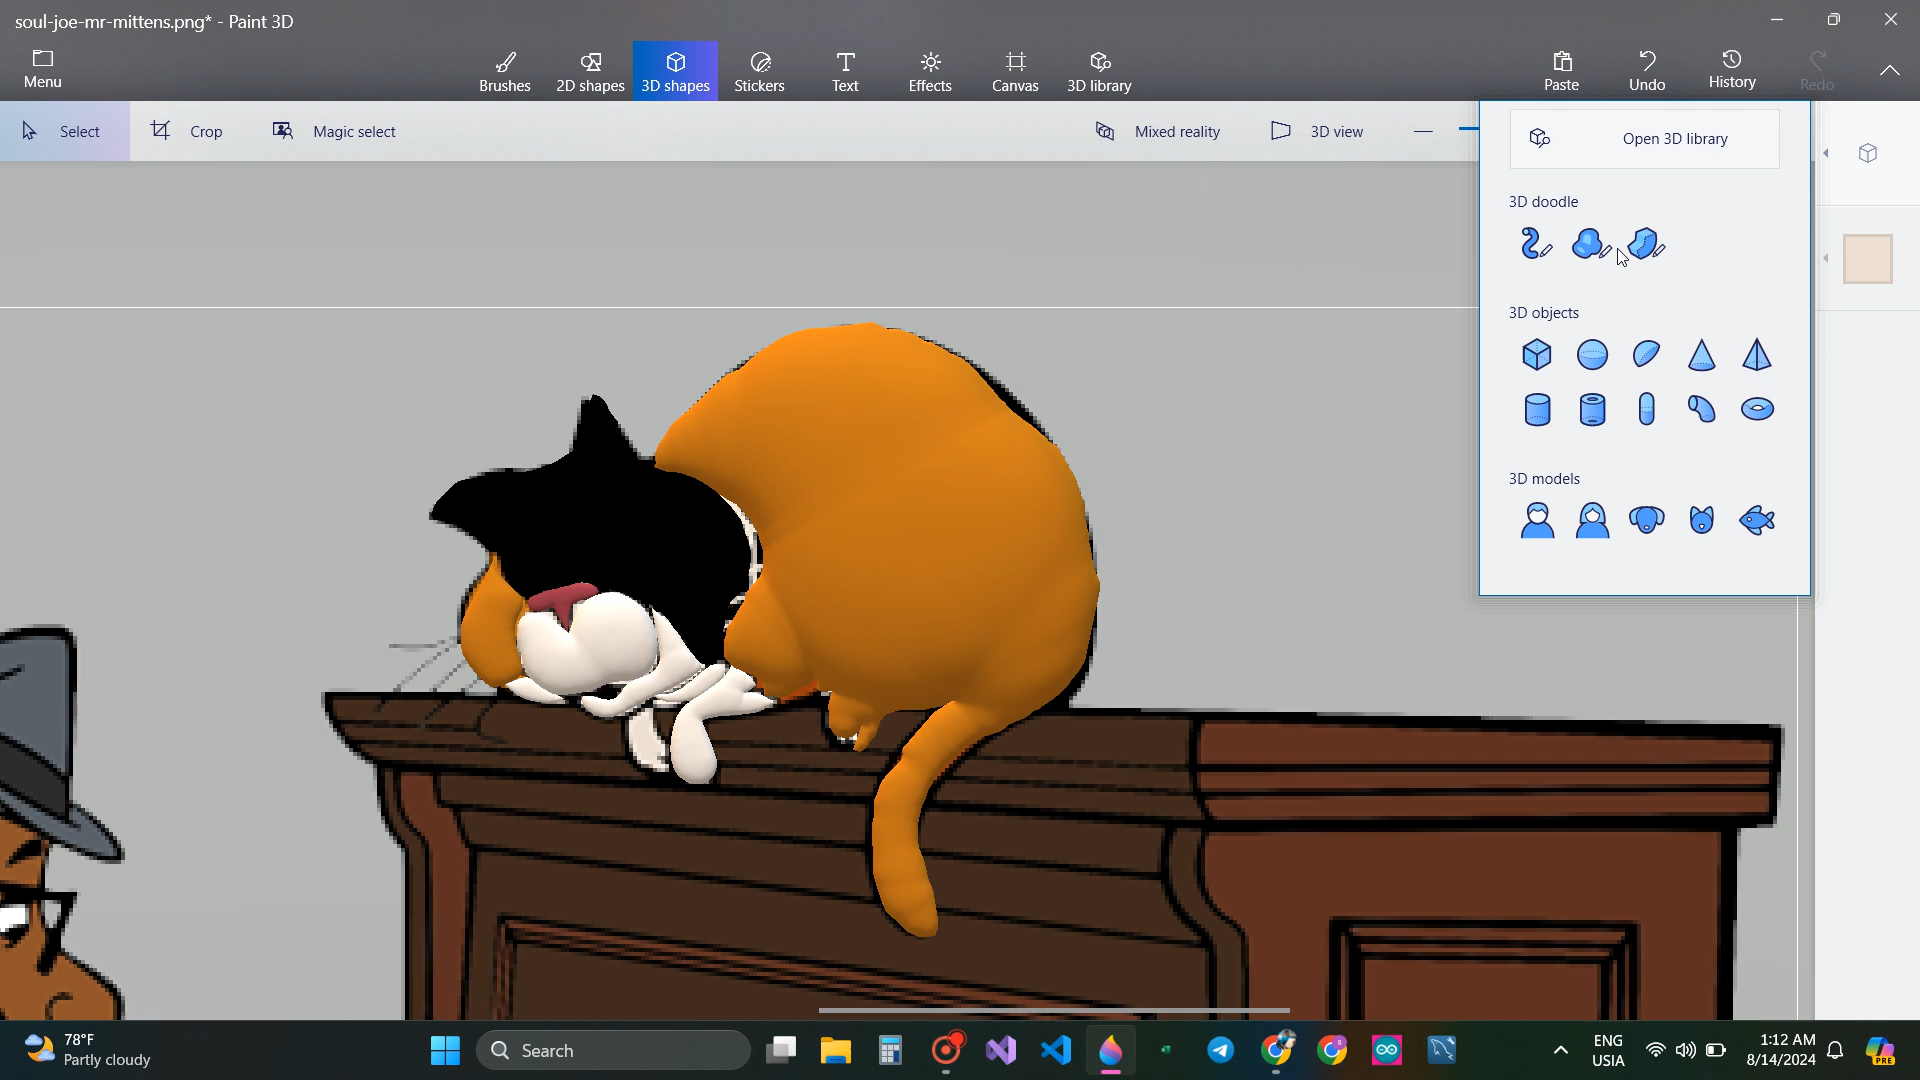 soul-joe-mr-mittens.png* - Paint 3D
Menu
Brushes
2D shapes
3D shapes
Stickers
Text
Effects
Canvas
3D library
Paste
Undo
History
Redo
Select
Crop
Magic select
Mixed reality
3D view
Open 3D library
3D doodle
3D objects
3D models
78°F
Partly cloudy
Search
ENG
USIA
1:12 AM
8/14/2024
PRE